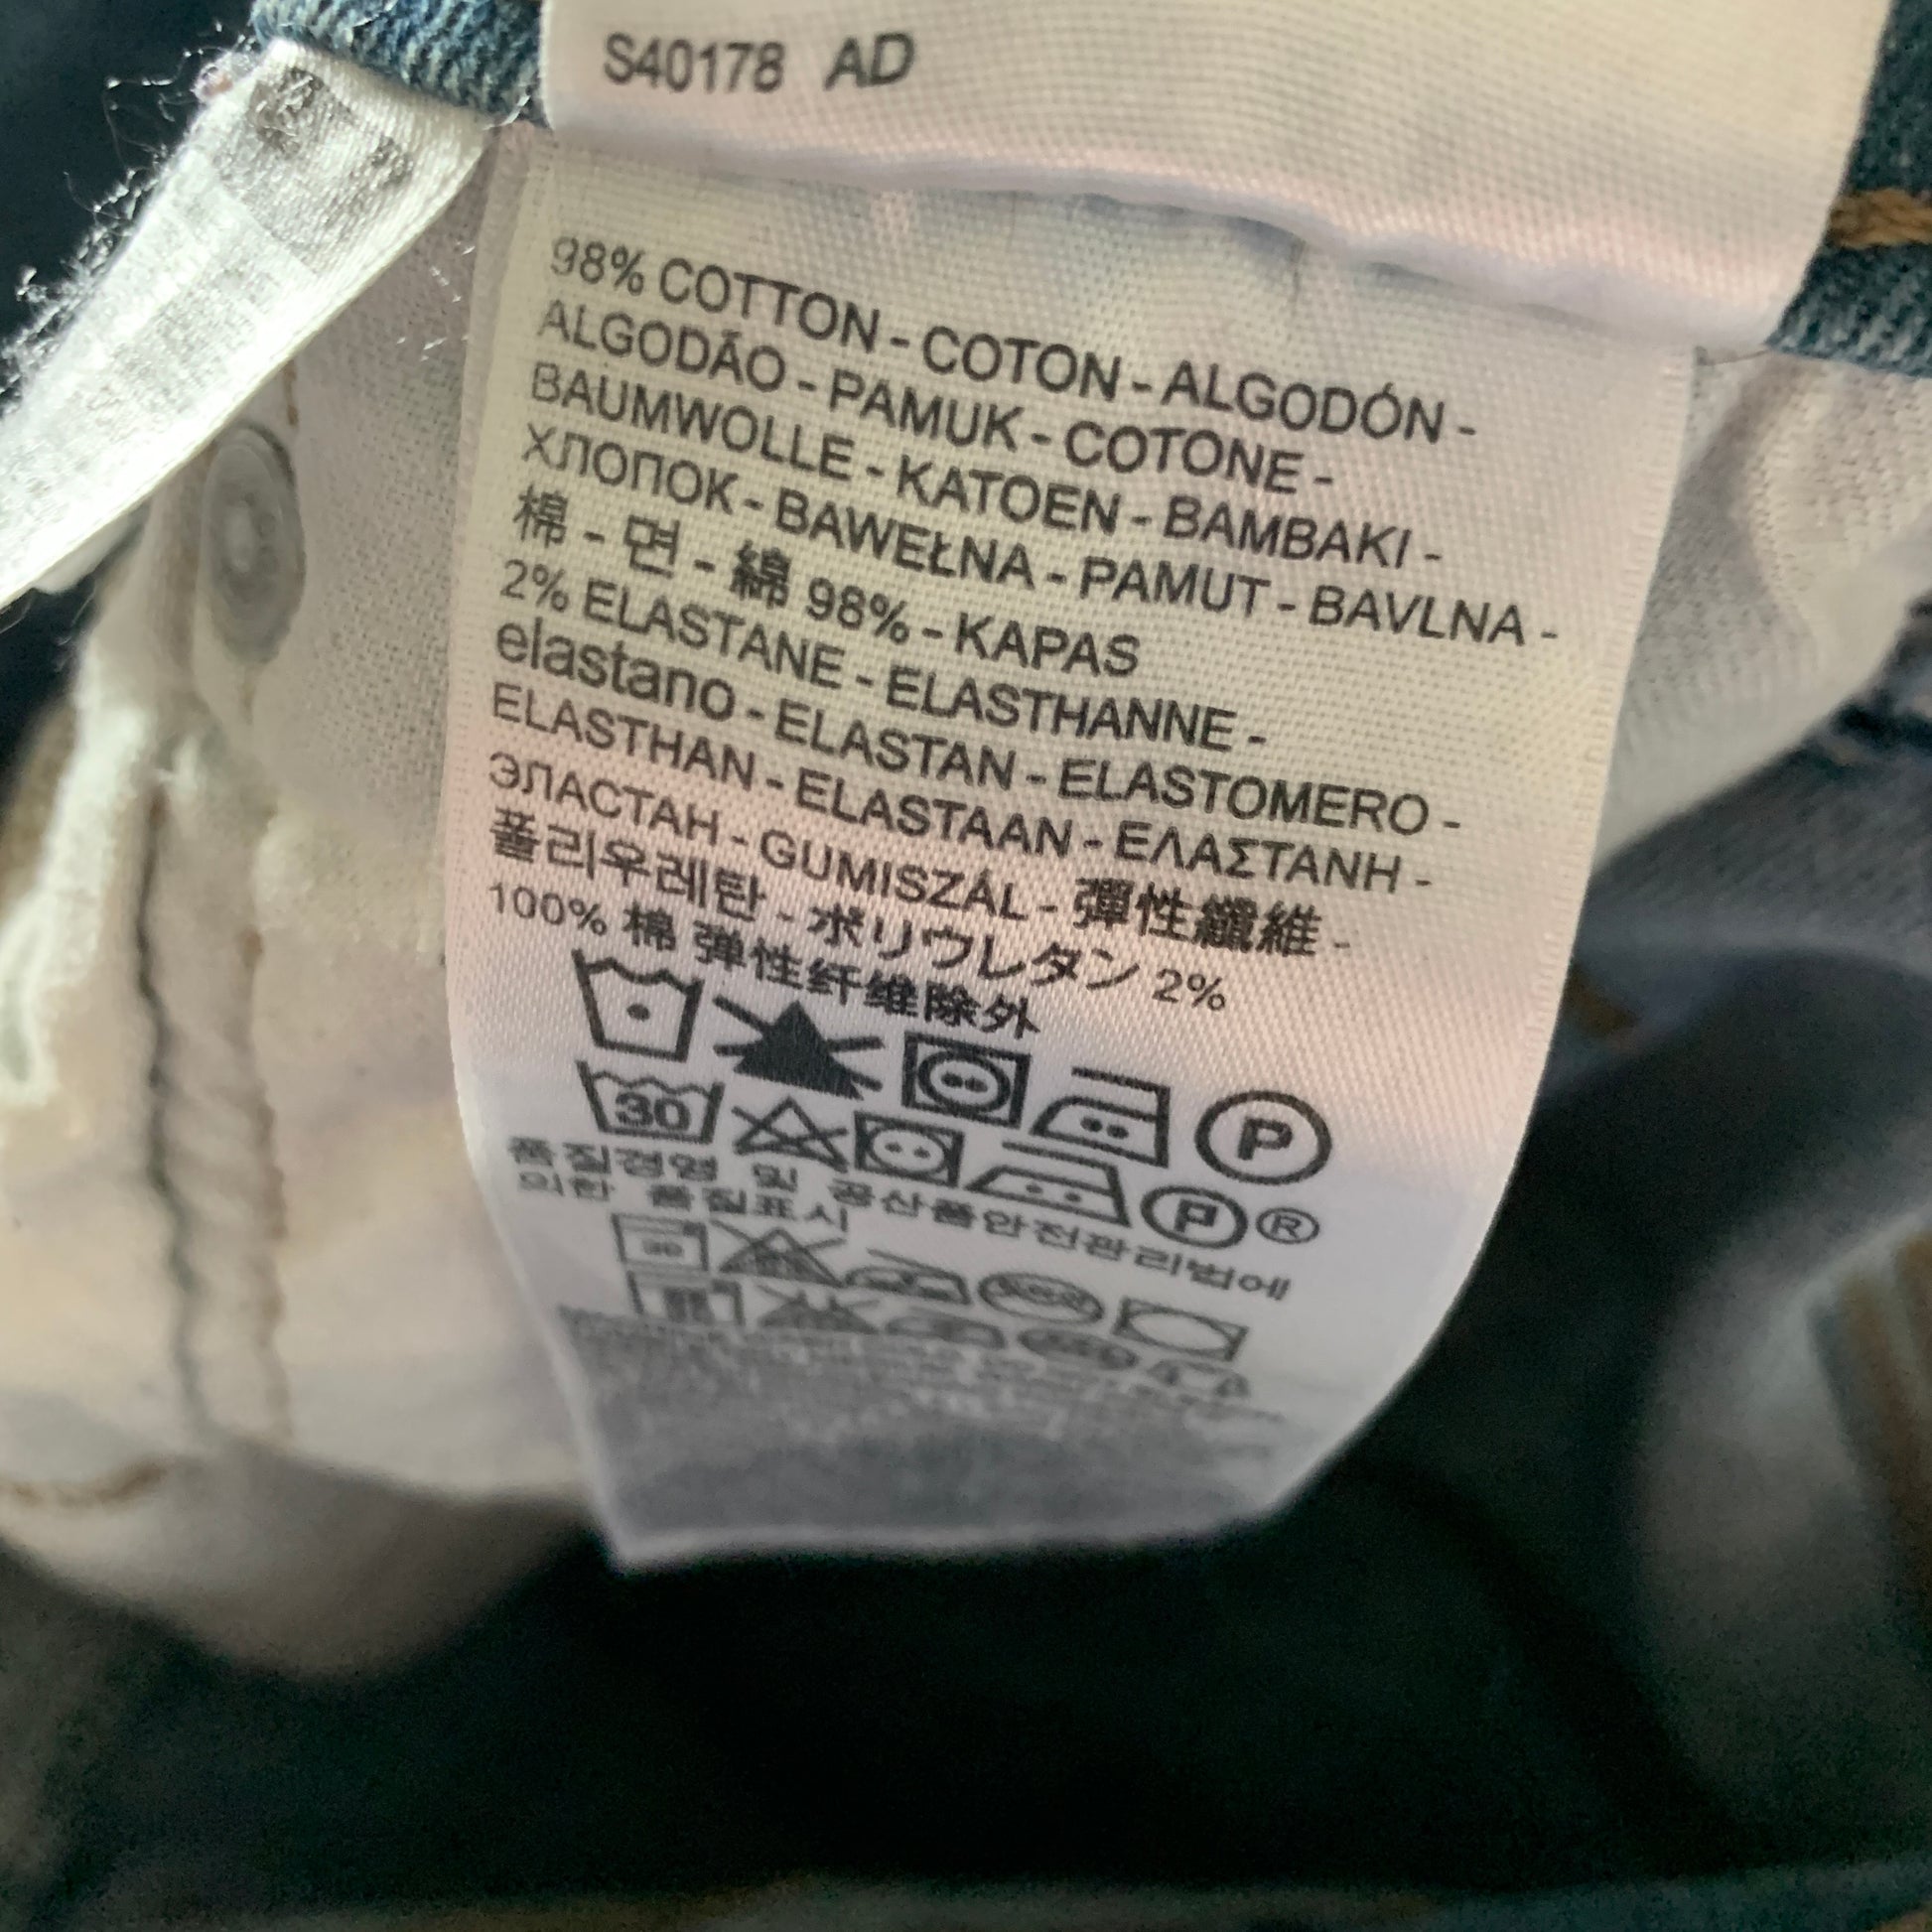 S40178 AD
98% COTTON - COTON - ALGODÓN -
ALGODÃO - PAMUK - COTONE -
BAUMWOLLE - KATOEN - BAMBAKI -
ХЛОПОК - BAWEŁNA - PAMUT - BAVLNA -
棉 - 면 - 綿 98% - KAPAS
2% ELASTANE - ELASTHANNE -
elastano - ELASTAN - ELASTOMERO -
ELASTHAN - ELASTAAN - ΕΛΑΣΤΑΝΗ -
ЭЛАСТАН - GUMISZÁL - 彈性纖維 -
폴리우레탄 - ポリウレタン 2%
100% 棉 弹性纤维除外
P
30 P ®
품질경영 및 공산품안전관리법에
의한 품질표시
30